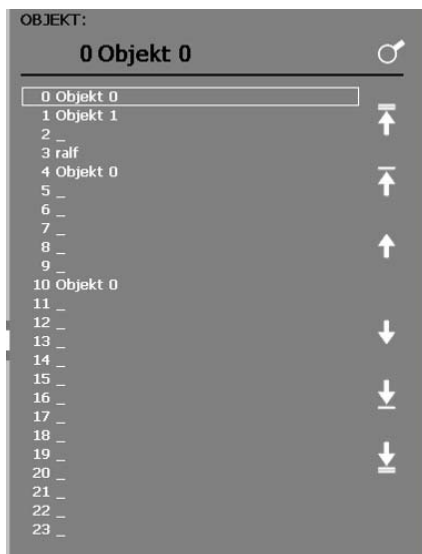 OBJEKT:
0 Objekt 0
0 Objekt 0
1 Objekt 1
2 _
3 ralf
4 Objekt 0
5 _
6 _
7 _
8 _
9 _
10 Objekt 0
11 _
12 _
13 _
14 _
15 _
16 _
17 _
18 _
19 _
20 _
21 _
22 _
23 _